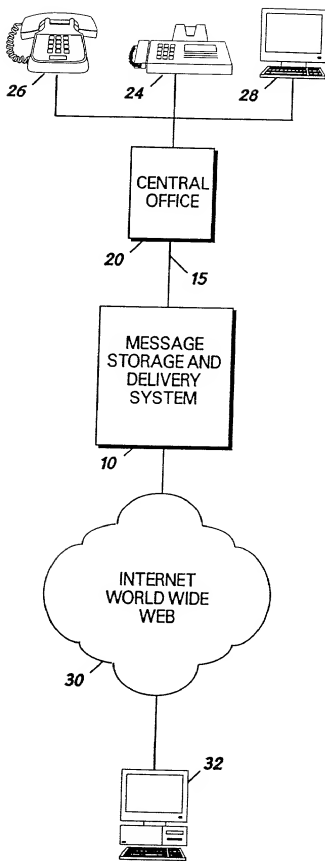 26
24
28
CENTRAL
OFFICE
20
15
MESSAGE
STORAGE AND
DELIVERY
SYSTEM
10
INTERNET
WORLD WIDE
WEB
30
32